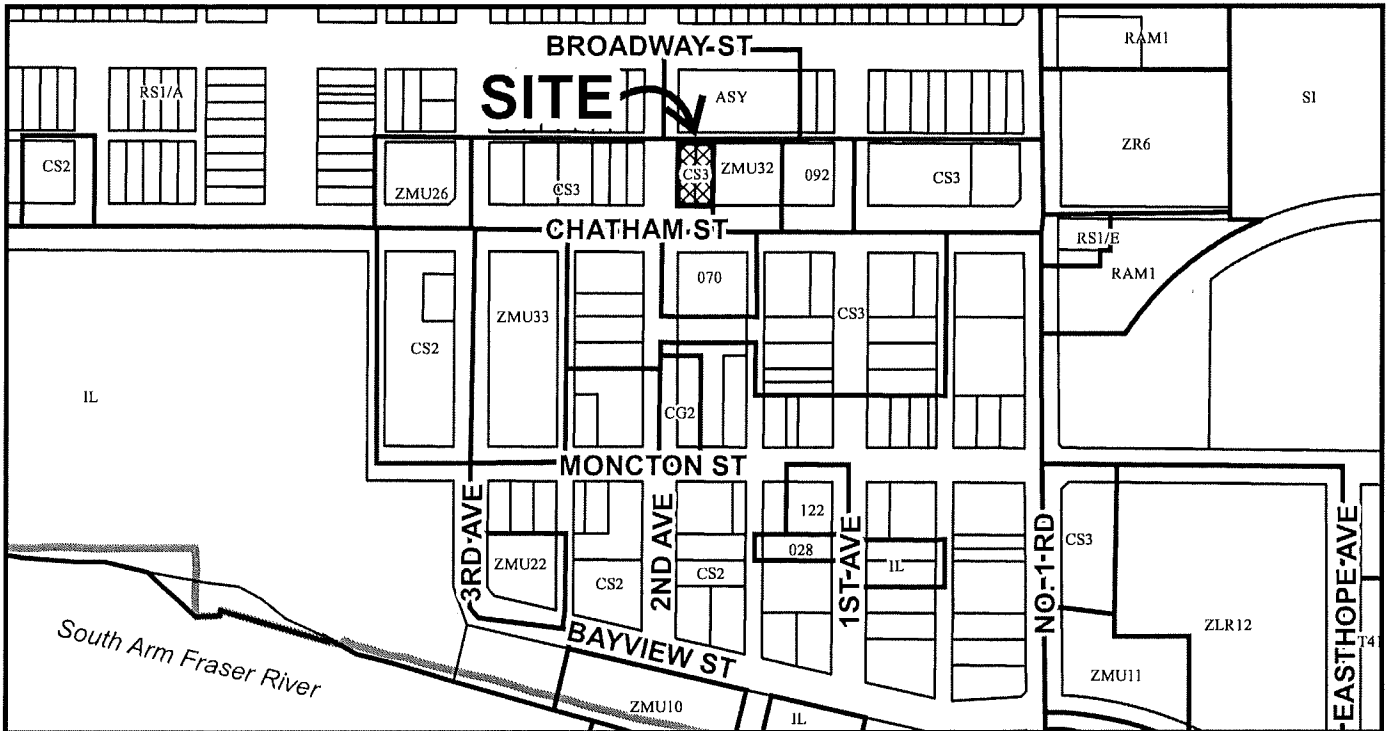 BROADWAY ST
RAM1
RS1/A
SITE
ASY
SI
ZR6
CS2
ZMU26
CS3
CS3
ZMU32
092
CS3
CHATHAM ST
RS1/E
RAM1
070
CS2
ZMU33
CS3
IL
CG2
MONCTON ST
3RD AVE
2ND AVE
122
1ST AVE
NO. 1 RD
EASTHOPE AVE
028
CS3
ZMU22
CS2
CS2
IL
ZLR12
South Arm Fraser River
BAYVIEW ST
ZMU11
ZMU10
IL